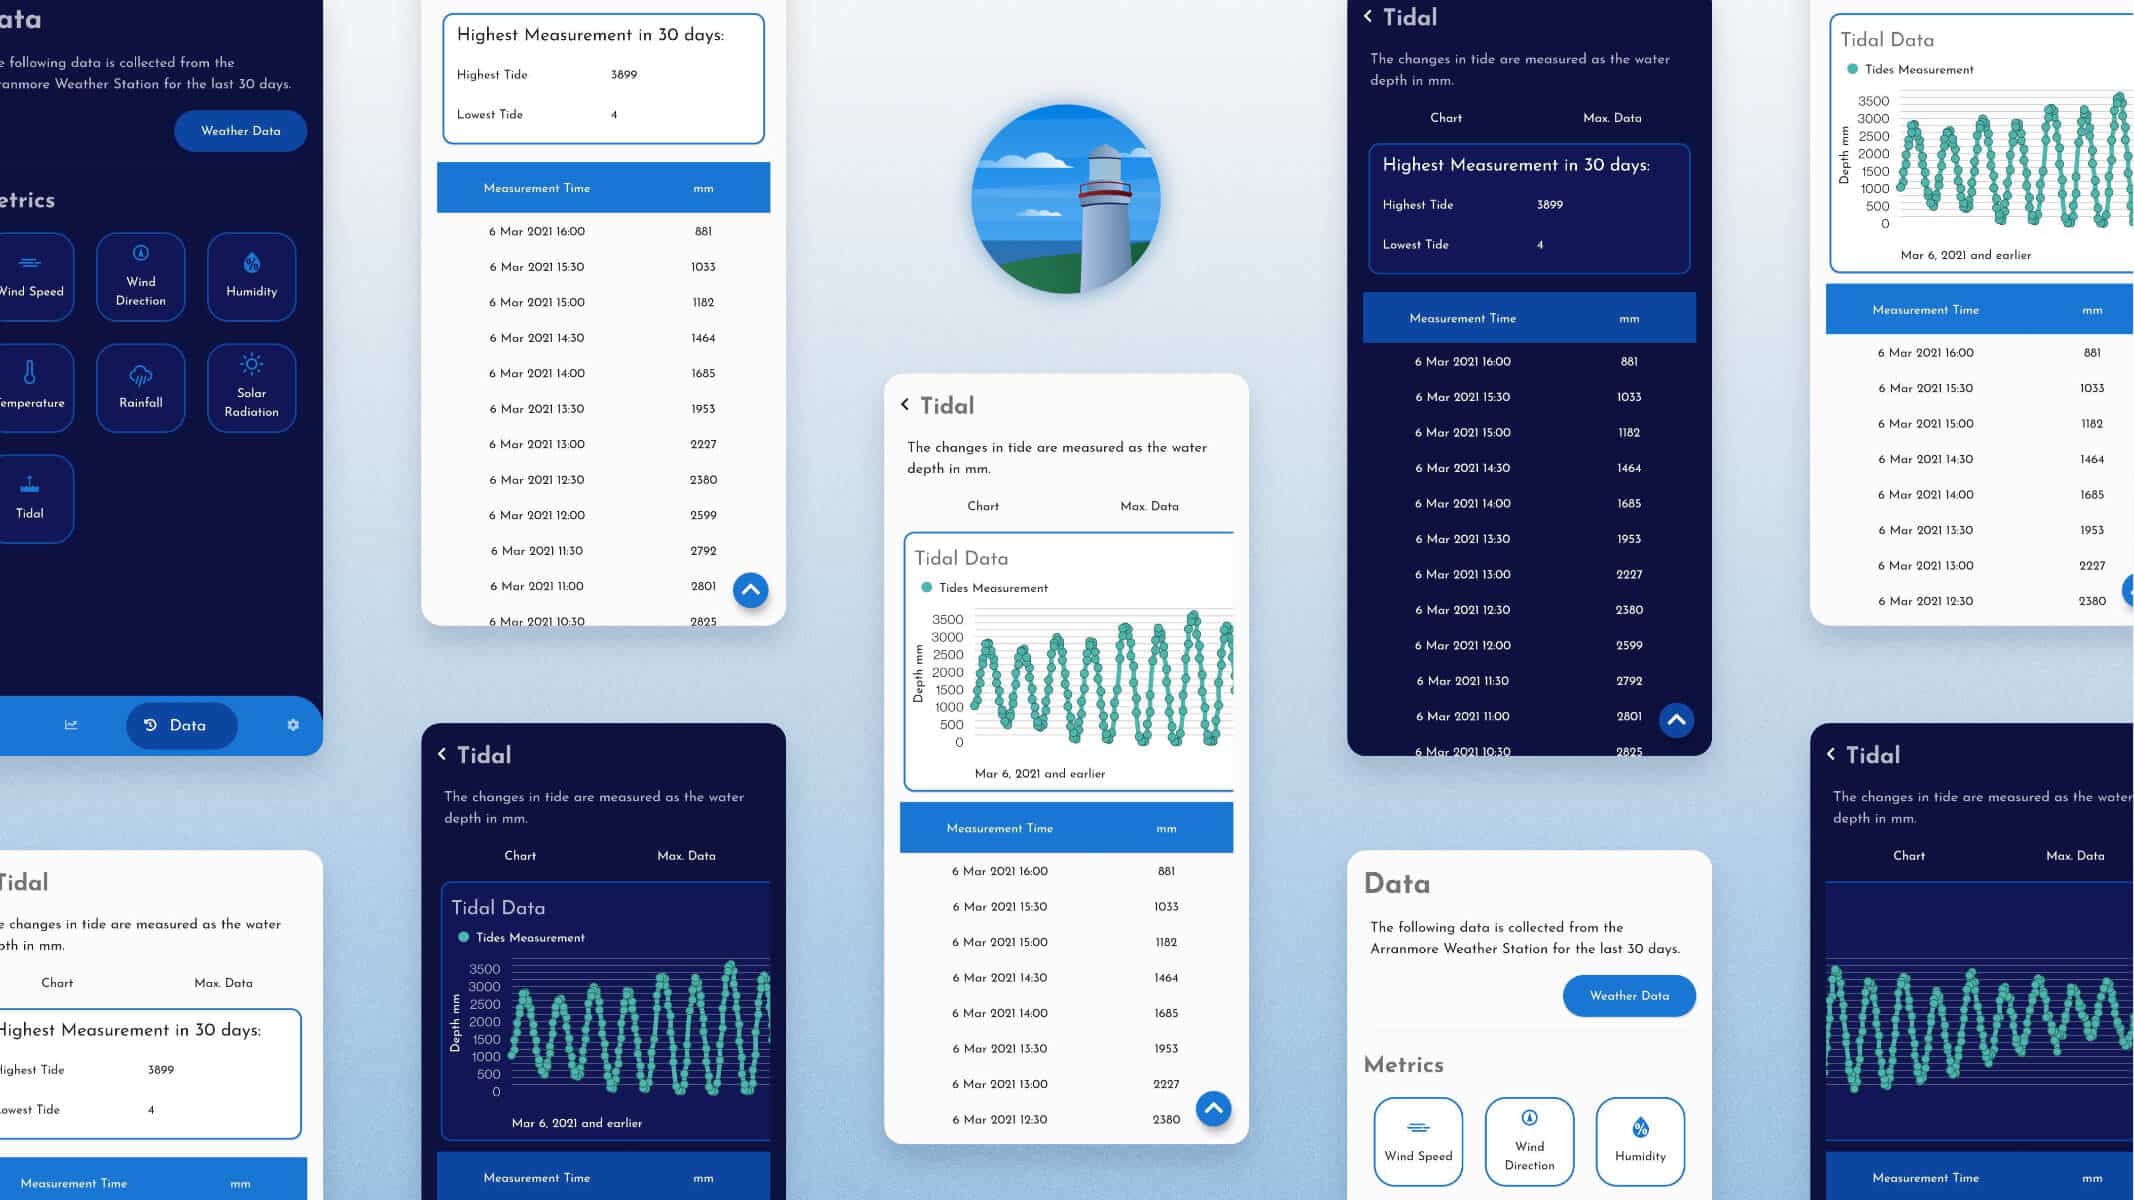 Data
The following data is collected from the
Arranmore Weather Station for the last 30 days.
Weather Data
Metrics
Wind Speed
Wind
Direction
Humidity
Temperature
Rainfall
Solar
Radiation
Tidal
Data
Tidal
The changes in tide are measured as the water
depth in mm.
Chart Max. Data
Highest Measurement in 30 days:
Highest Tide 3899
Lowest Tide 4
Measurement Time mm
Highest Measurement in 30 days:
Highest Tide 3899
Lowest Tide 4
Measurement Time mm
6 Mar 2021 16:00 881
6 Mar 2021 15:30 1033
6 Mar 2021 15:00 1182
6 Mar 2021 14:30 1464
6 Mar 2021 14:00 1685
6 Mar 2021 13:30 1953
6 Mar 2021 13:00 2227
6 Mar 2021 12:30 2380
6 Mar 2021 12:00 2599
6 Mar 2021 11:30 2792
6 Mar 2021 11:00 2801
6 Mar 2021 10:30 2825
Tidal
The changes in tide are measured as the water
depth in mm.
Chart Max. Data
Tidal Data
Tides Measurement
Depth mm
3500
3000
2500
2000
1500
1000
500
0
Mar 6, 2021 and earlier
Measurement Time mm
Tidal
The changes in tide are measured as the water
depth in mm.
Chart Max. Data
Tidal Data
Tides Measurement
Depth mm
3500
3000
2500
2000
1500
1000
500
0
Mar 6, 2021 and earlier
Measurement Time mm
6 Mar 2021 16:00 881
6 Mar 2021 15:30 1033
6 Mar 2021 15:00 1182
6 Mar 2021 14:30 1464
6 Mar 2021 14:00 1685
6 Mar 2021 13:30 1953
6 Mar 2021 13:00 2227
6 Mar 2021 12:30 2380
Tidal
The changes in tide are measured as the water
depth in mm.
Chart Max. Data
Highest Measurement in 30 days:
Highest Tide 3899
Lowest Tide 4
Measurement Time mm
6 Mar 2021 16:00 881
6 Mar 2021 15:30 1033
6 Mar 2021 15:00 1182
6 Mar 2021 14:30 1464
6 Mar 2021 14:00 1685
6 Mar 2021 13:30 1953
6 Mar 2021 13:00 2227
6 Mar 2021 12:30 2380
6 Mar 2021 12:00 2599
6 Mar 2021 11:30 2792
6 Mar 2021 11:00 2801
6 Mar 2021 10:30 2825
Data
The following data is collected from the
Arranmore Weather Station for the last 30 days.
Weather Data
Metrics
Wind Speed
Wind
Direction
Humidity
Tidal Data
Tides Measurement
Depth mm
3500
3000
2500
2000
1500
1000
500
0
Mar 6, 2021 and earlier
Measurement Time mm
6 Mar 2021 16:00 881
6 Mar 2021 15:30 1033
6 Mar 2021 15:00 1182
6 Mar 2021 14:30 1464
6 Mar 2021 14:00 1685
6 Mar 2021 13:30 1953
6 Mar 2021 13:00 2227
6 Mar 2021 12:30 2380
Tidal
The changes in tide are measured as the water
depth in mm.
Chart Max. Data
Measurement Time mm